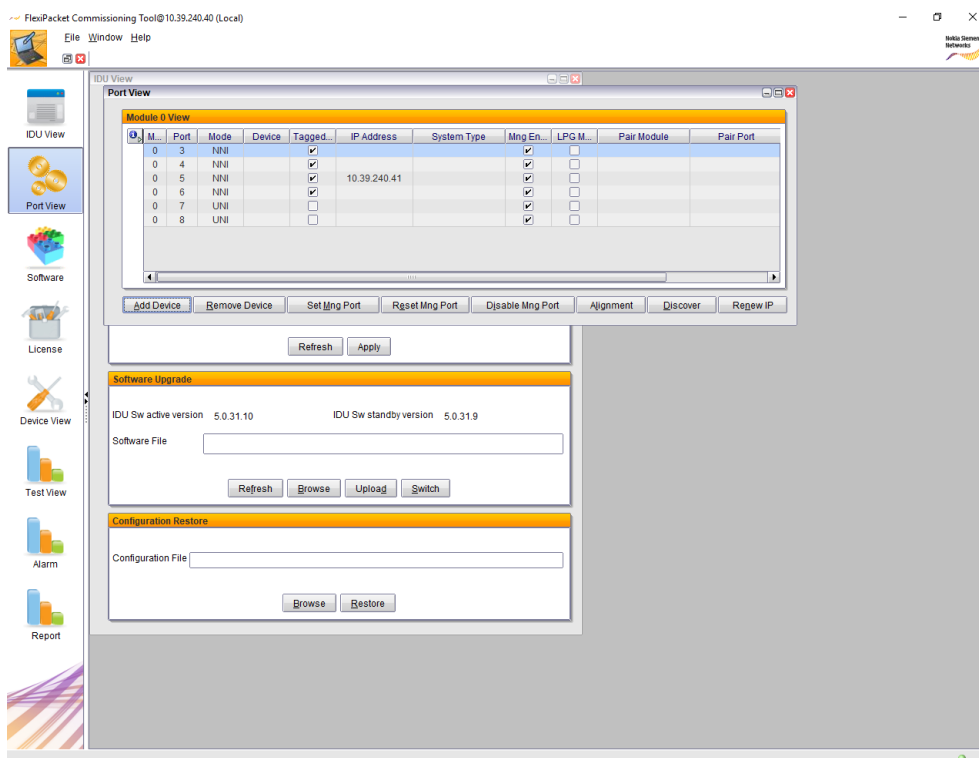 FlexiPacket Commissioning Tool@10.39.240.40 (Local)
File Window Help
Nokia Siemens
Networks
IDU View
Port View
Software
License
Device View
Test View
Alarm
Report
IDU View
Port View
Module 0 View
M... Port Mode Device Tagged... IP Address System Type Mng En... LPG M... Pair Module Pair Port
0 3 NNI
0 4 NNI
0 5 NNI 10.39.240.41
0 6 NNI
0 7 UNI
0 8 UNI
Add Device Remove Device Set Mng Port Reset Mng Port Disable Mng Port Alignment Discover Renew IP
Refresh Apply
Software Upgrade
IDU Sw active version 5.0.31.10 IDU Sw standby version 5.0.31.9
Software File
Refresh Browse Upload Switch
Configuration Restore
Configuration File
Browse Restore